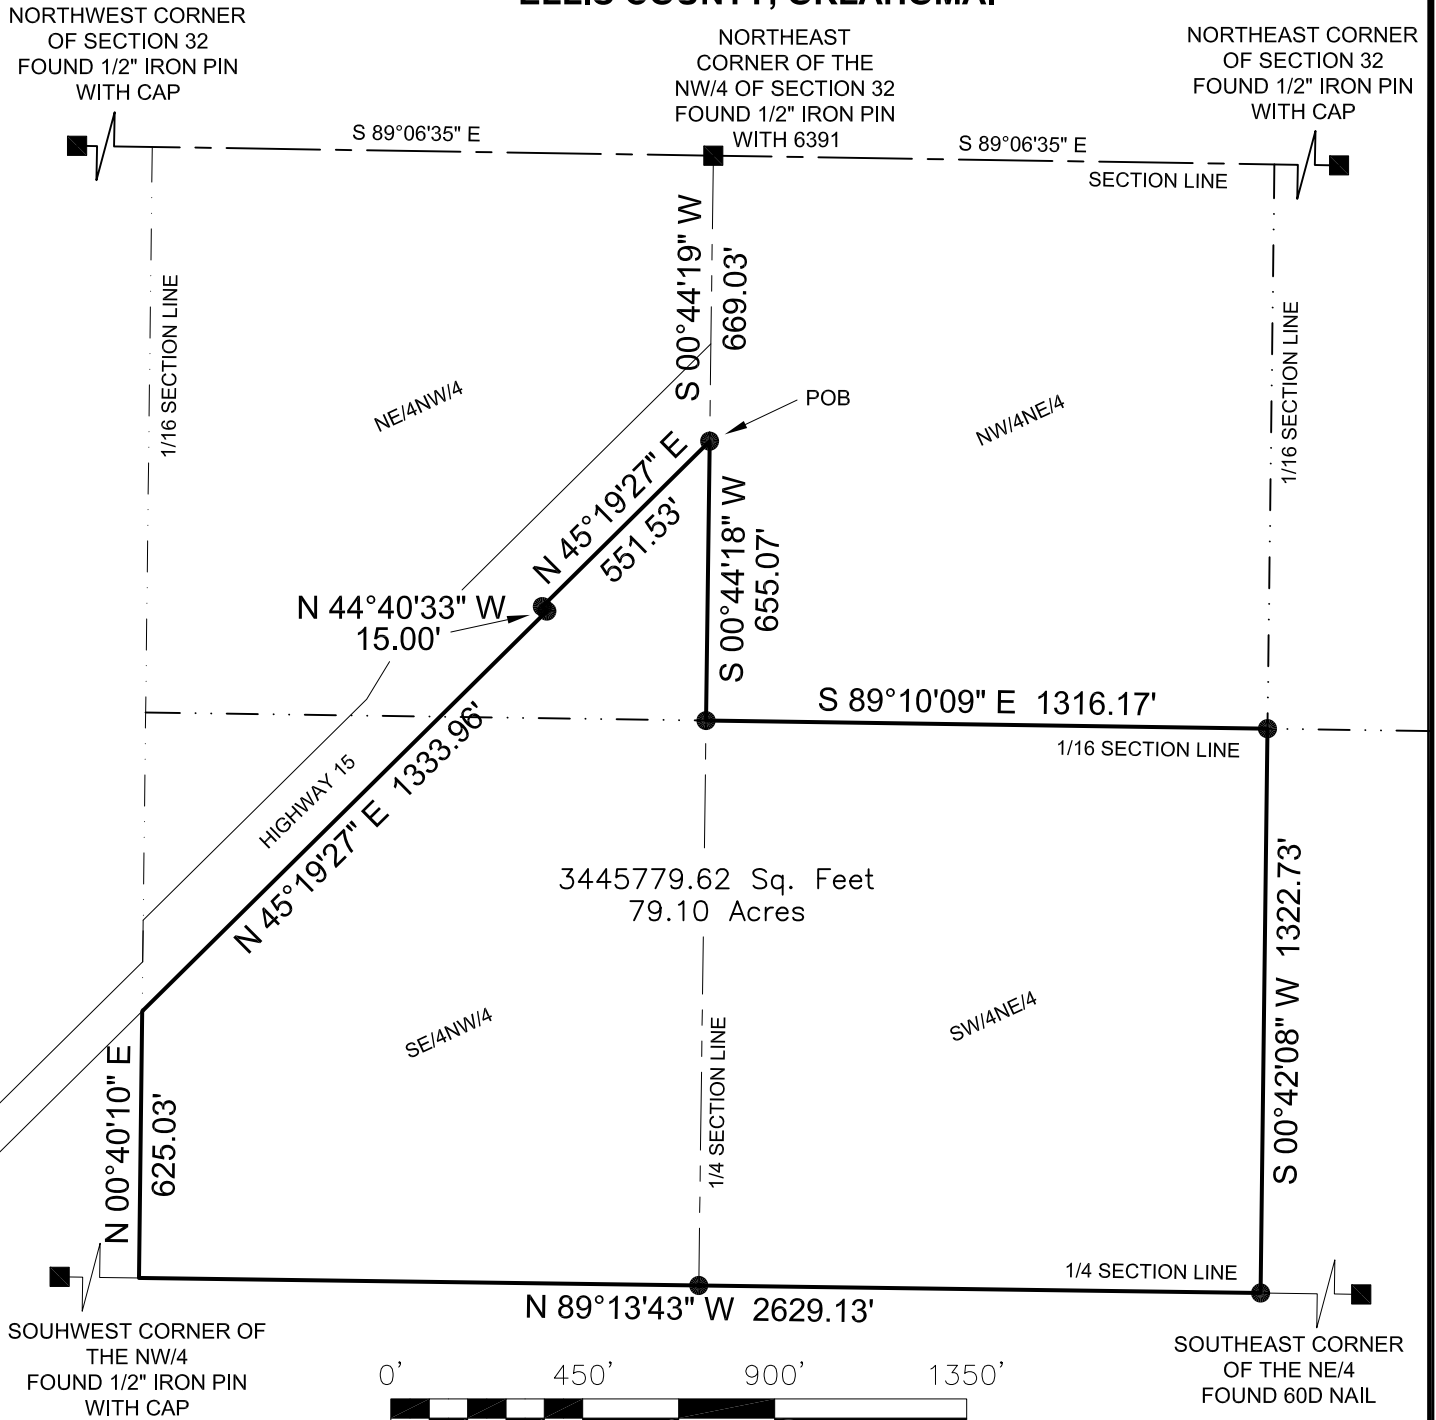 ELLIS COUNTY, OKLAHOMA.
NORTHWEST CORNER
OF SECTION 32
FOUND 1/2" IRON PIN
WITH CAP
NORTHEAST
CORNER OF THE
NW/4 OF SECTION 32
FOUND 1/2" IRON PIN
WITH 6391
NORTHEAST CORNER
OF SECTION 32
FOUND 1/2" IRON PIN
WITH CAP
S 89°06'35" E
S 89°06'35" E
SECTION LINE
S 00°44'19" W
669.03'
1/16 SECTION LINE
1/16 SECTION LINE
NE/4NW/4
POB
NW/4NE/4
N 45°19'27" E
551.53'
S 00°44'18" W
655.07'
N 44°40'33" W
15.00'
S 89°10'09" E 1316.17'
1/16 SECTION LINE
HIGHWAY 15
N 45°19'27" E 1333.96'
3445779.62 Sq. Feet
79.10 Acres
S 00°42'08" W 1322.73'
SE/4NW/4
SW/4NE/4
1/4 SECTION LINE
N 00°40'10" E
625.03'
1/4 SECTION LINE
N 89°13'43" W 2629.13'
SOUHWEST CORNER OF
THE NW/4
FOUND 1/2" IRON PIN
WITH CAP
SOUTHEAST CORNER
OF THE NE/4
FOUND 60D NAIL
0' 450' 900' 1350'